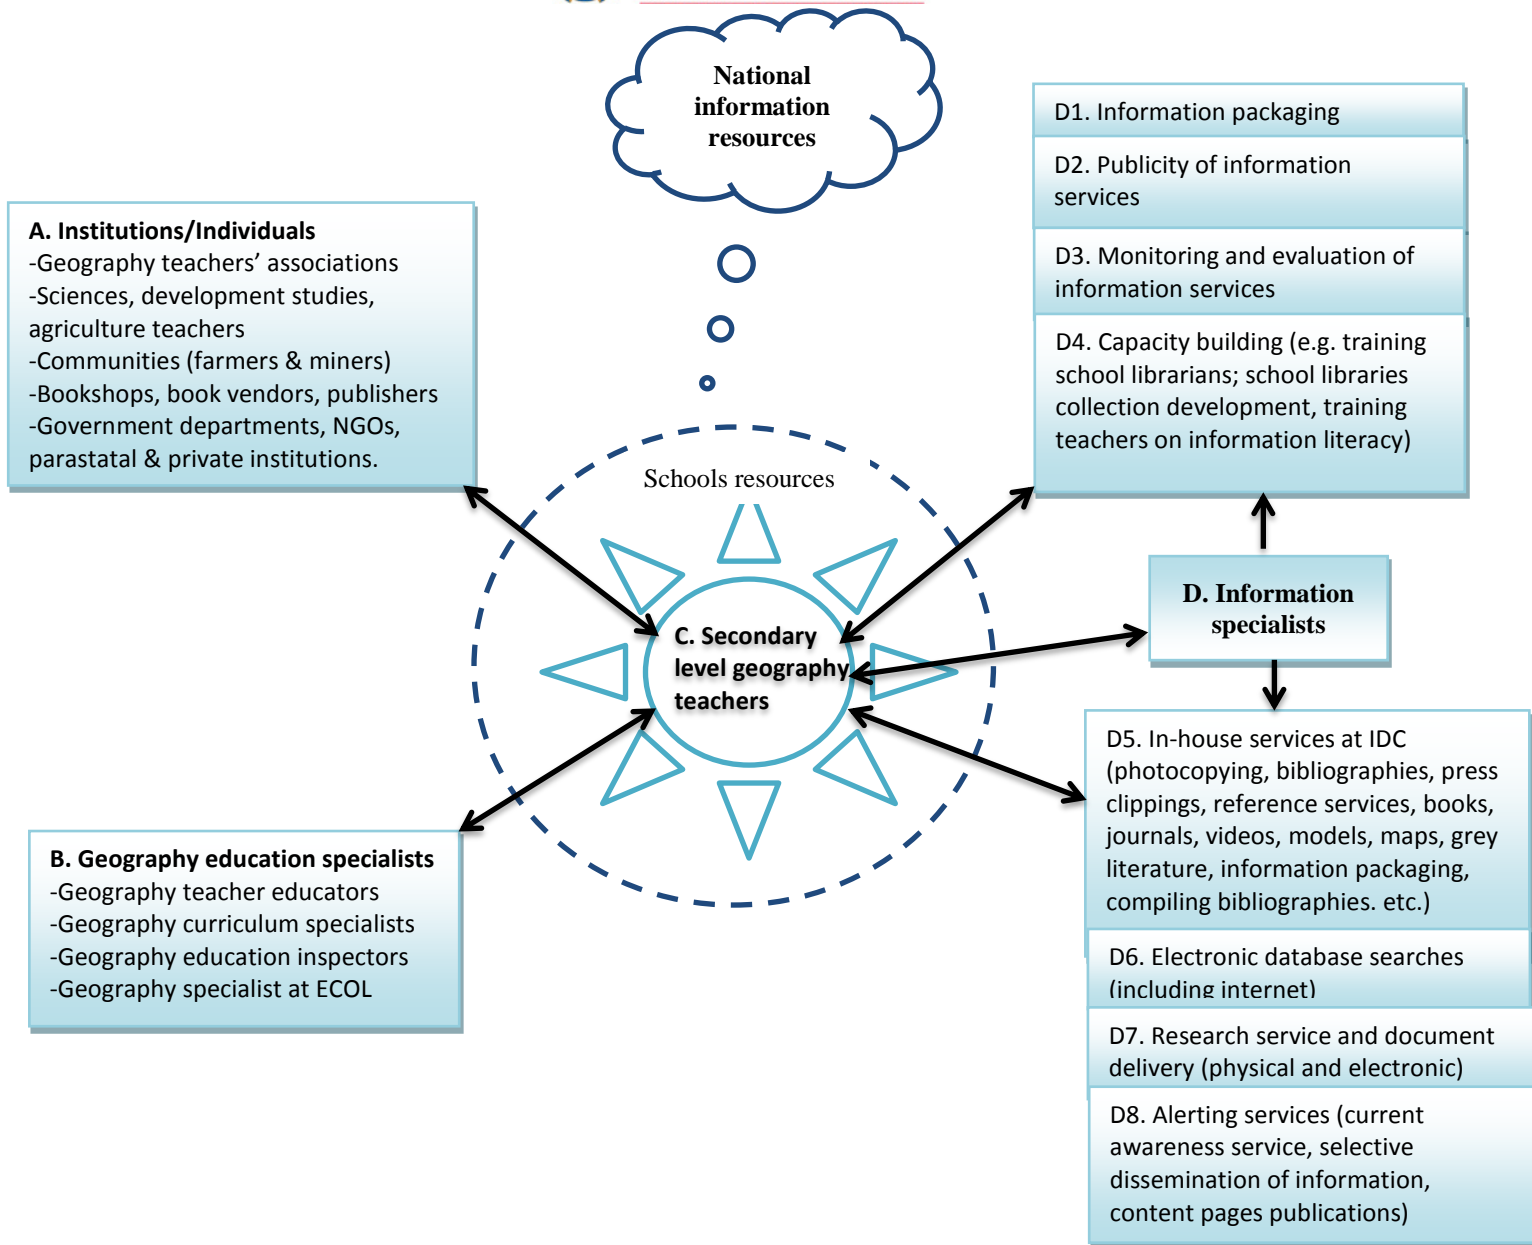 National
information
resources
A. Institutions/Individuals
-Geography teachers’ associations
-Sciences, development studies,
agriculture teachers
-Communities (farmers & miners)
-Bookshops, book vendors, publishers
-Government departments, NGOs,
parastatal & private institutions.
D1. Information packaging
D2. Publicity of information
services
D3. Monitoring and evaluation of
information services
D4. Capacity building (e.g. training
school librarians; school libraries
collection development, training
teachers on information literacy)
Schools resources
C. Secondary
level geography
teachers
D. Information
specialists
B. Geography education specialists
-Geography teacher educators
-Geography curriculum specialists
-Geography education inspectors
-Geography specialist at ECOL
D5. In-house services at IDC
(photocopying, bibliographies, press
clippings, reference services, books,
journals, videos, models, maps, grey
literature, information packaging,
compiling bibliographies. etc.)
D6. Electronic database searches
(including internet)
D7. Research service and document
delivery (physical and electronic)
D8. Alerting services (current
awareness service, selective
dissemination of information,
content pages publications)